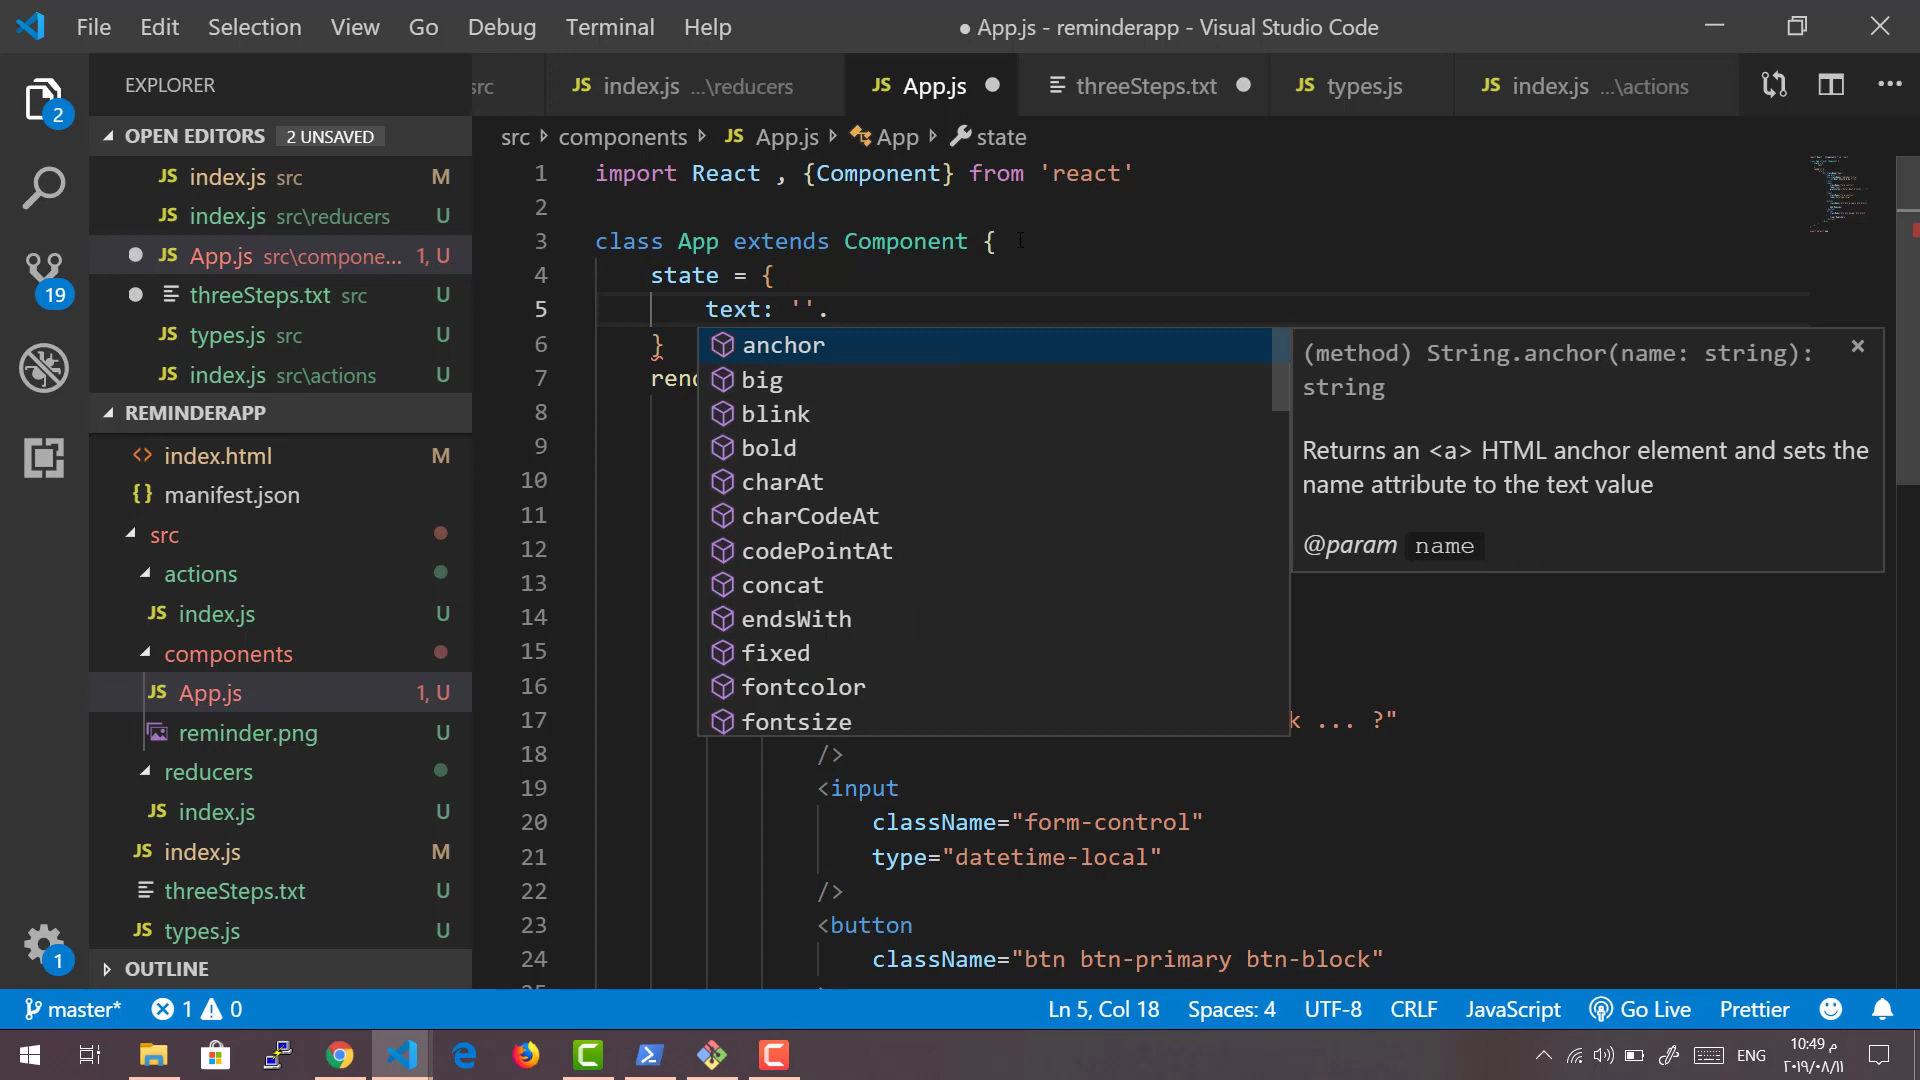 File Edit Selection View Go Debug Terminal Help
● App.js - reminderapp - Visual Studio Code
EXPLORER
src
JS index.js ...\reducers
JS App.js
threeSteps.txt
JS types.js
JS index.js ...\actions
2
19
1
OPEN EDITORS 2 UNSAVED
JS index.js src M
JS index.js src\reducers U
JS App.js src\compone... 1, U
threeSteps.txt src U
JS types.js src U
JS index.js src\actions U
REMINDERAPP
<> index.html M
{} manifest.json
src
actions
JS index.js U
components
JS App.js 1, U
reminder.png U
reducers
JS index.js U
JS index.js M
threeSteps.txt U
JS types.js U
OUTLINE
src components JS App.js App state
1 import React , {Component} from 'react'
2
3 class App extends Component {
4 state = {
5 text: ''.
6 }
7 rend
8
9
10
11
12
13
14
15
16
17 k ... ?"
18 />
19 <input
20 className="form-control"
21 type="datetime-local"
22 />
23 <button
24 className="btn btn-primary btn-block"
25
anchor
big
blink
bold
charAt
charCodeAt
codePointAt
concat
endsWith
fixed
fontcolor
fontsize
(method) String.anchor(name: string):
string
Returns an <a> HTML anchor element and sets the
name attribute to the text value
@param name
master* 1 0
Ln 5, Col 18 Spaces: 4 UTF-8 CRLF JavaScript Go Live Prettier
ENG
10:49 م
٢٠١٩/٠٨/١١